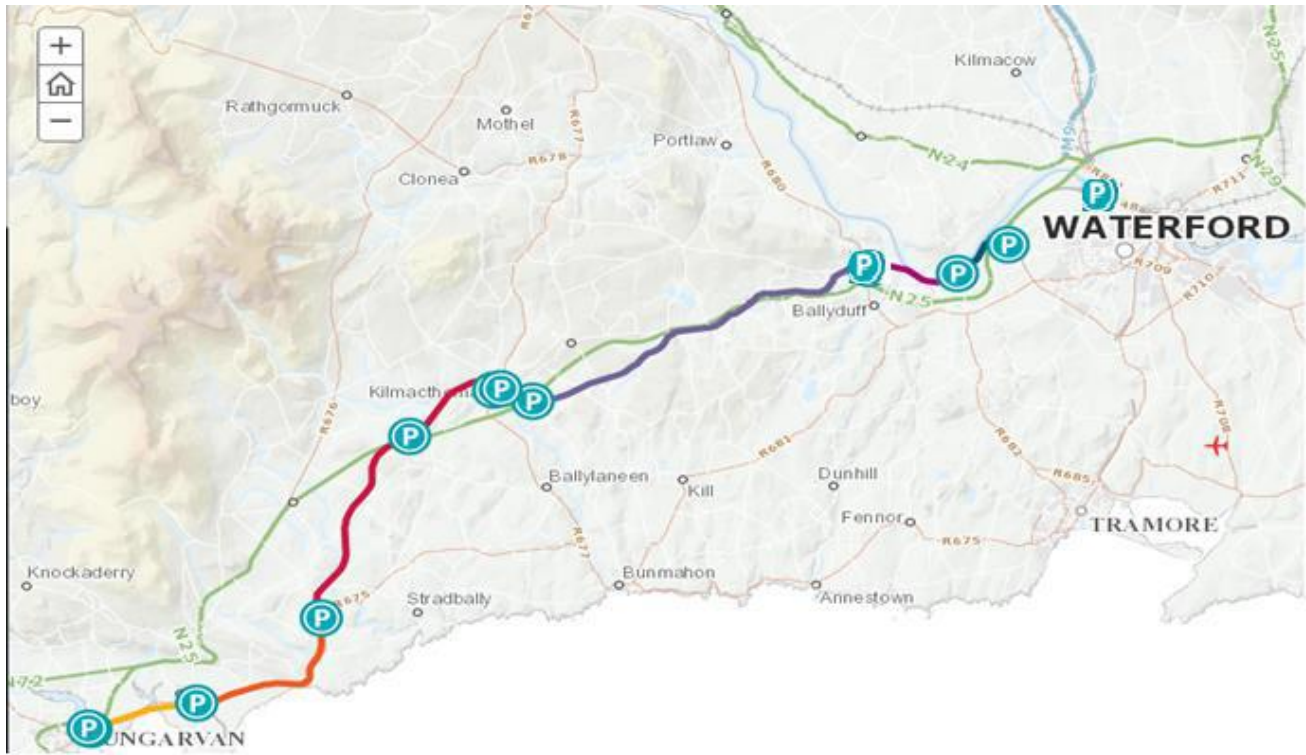 +
−
Rathgormuck
Mothel
Clonea
R678
R677
Portlaw
R680
Kilmacow
M9
N24
N25
N29
R711
WATERFORD
R709
R710
R708
Ballyduff
N25
R676
Ballylaneen
Kill
R681
Dunhill
Fennor
R682
R685
R675
TRAMORE
Knockaderry
R675
Stradbally
R677
Bunmahon
Annestown
N25
N72
UNGARVAN
P
P
P
P
P
P
P
P
P
P
boy
Kilmacthom